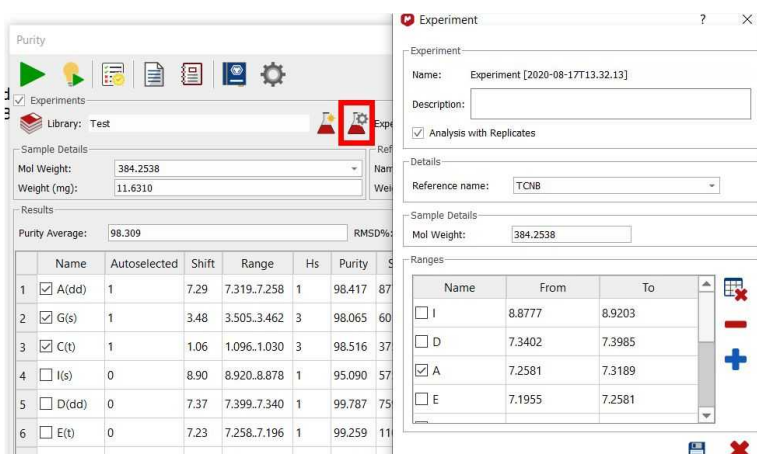 Purity
Experiments
Library: Test
Sample Details
Mol Weight: 384.2538
Weight (mg): 11.6310
Results
Purity Average: 98.309 RMSD%:
Name Autoselected Shift Range Hs Purity
1 A(dd) 1 7.29 7.319..7.258 1 98.417
2 G(s) 1 3.48 3.505..3.462 3 98.065
3 C(t) 1 1.06 1.096..1.030 3 98.516
4 I(s) 0 8.90 8.920..8.878 1 95.090
5 D(dd) 0 7.37 7.399..7.340 1 99.787
6 E(t) 0 7.23 7.258..7.196 1 99.259
Experiment ? ×
Experiment
Name: Experiment [2020-08-17T13.32.13]
Description:
Analysis with Replicates
Details
Reference name: TCNB
Sample Details
Mol Weight: 384.2538
Ranges
Name From To
I 8.8777 8.9203
D 7.3402 7.3985
A 7.2581 7.3189
E 7.1955 7.2581